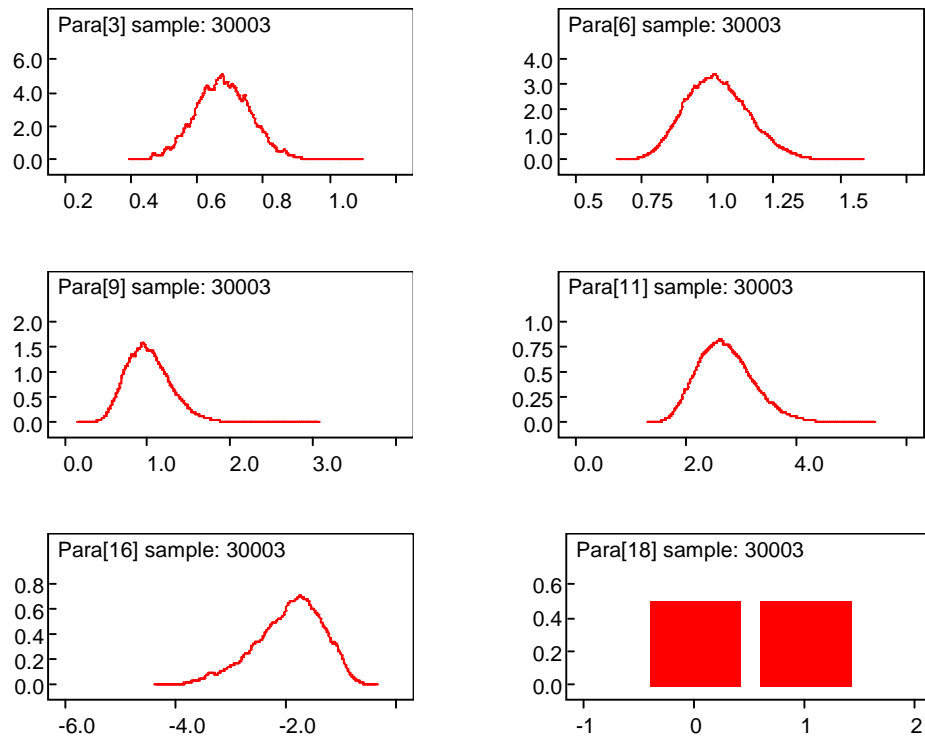 Para[3] sample: 30003
6.0
4.0
2.0
0.0
0.2 0.4 0.6 0.8 1.0
Para[6] sample: 30003
4.0
3.0
2.0
1.0
0.0
0.5 0.75 1.0 1.25 1.5
Para[9] sample: 30003
2.0
1.5
1.0
0.5
0.0
0.0 1.0 2.0 3.0
Para[11] sample: 30003
1.0
0.75
0.5
0.25
0.0
0.0 2.0 4.0
Para[16] sample: 30003
0.8
0.6
0.4
0.2
0.0
-6.0 -4.0 -2.0
Para[18] sample: 30003
0.6
0.4
0.2
0.0
-1 0 1 2